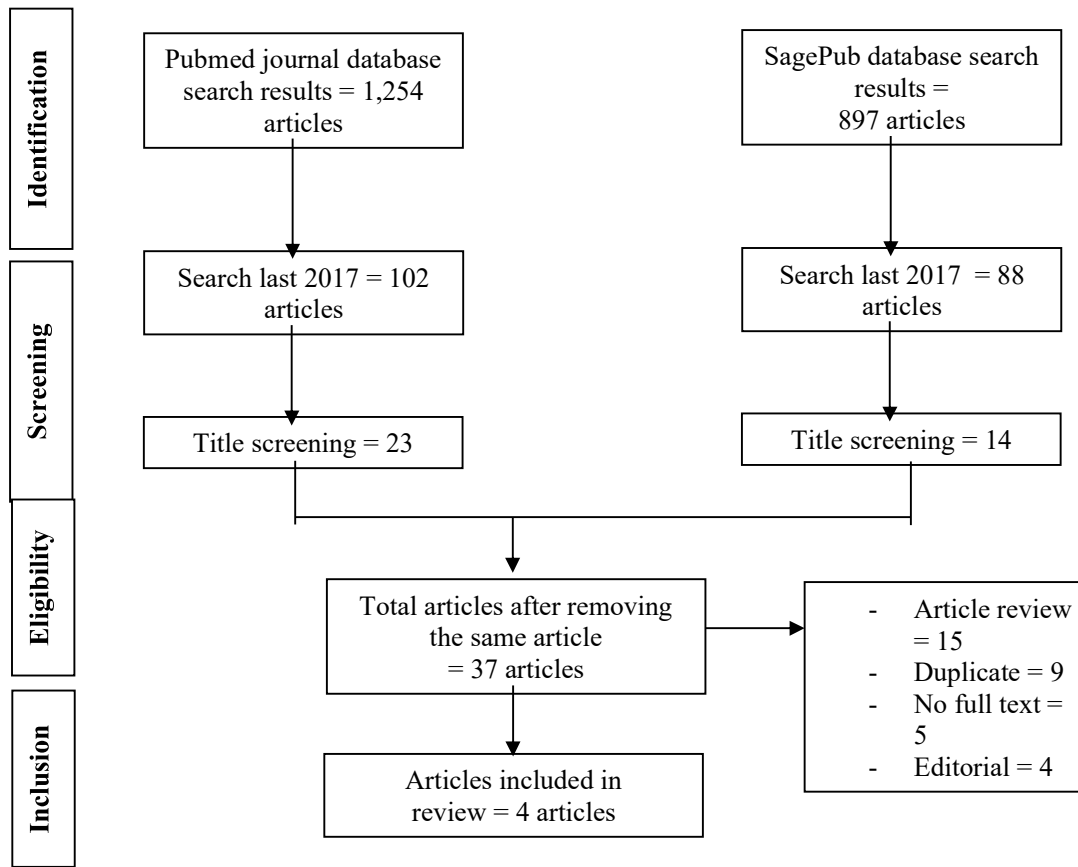 Identification
Pubmed journal database
search results = 1,254
articles
SagePub database search
results =
897 articles
Screening
Search last 2017 = 102
articles
Search last 2017  = 88
articles
Title screening = 23
Title screening = 14
Eligibility
Total articles after removing
the same article
= 37 articles
- Article review
= 15
- Duplicate = 9
- No full text =
5
- Editorial = 4
Inclusion
Articles included in
review = 4 articles